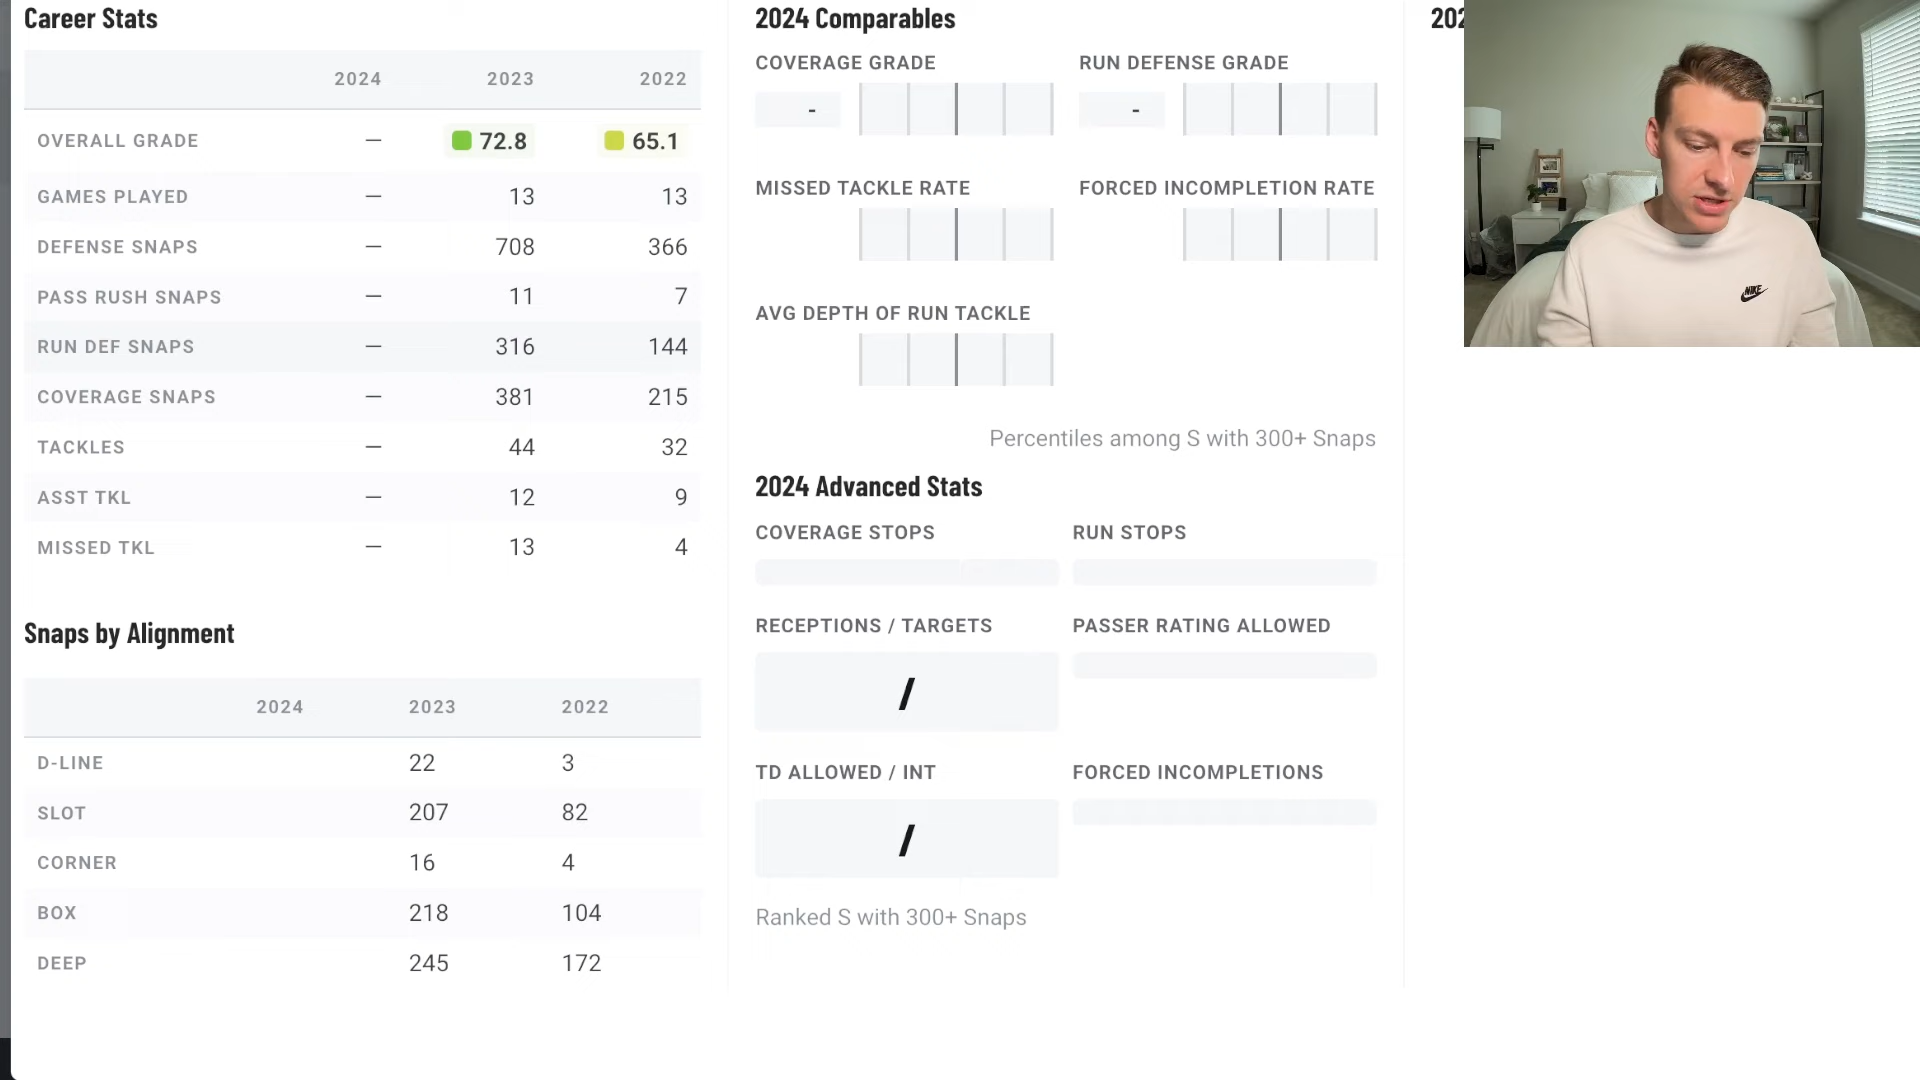 Career Stats
2024 2023 2022
OVERALL GRADE — 72.8 65.1
GAMES PLAYED — 13 13
DEFENSE SNAPS — 708 366
PASS RUSH SNAPS — 11 7
RUN DEF SNAPS — 316 144
COVERAGE SNAPS — 381 215
TACKLES — 44 32
ASST TKL — 12 9
MISSED TKL — 13 4
Snaps by Alignment
2024 2023 2022
D-LINE 22 3
SLOT 207 82
CORNER 16 4
BOX 218 104
DEEP 245 172
2024 Comparables
COVERAGE GRADE RUN DEFENSE GRADE
- -
MISSED TACKLE RATE FORCED INCOMPLETION RATE
AVG DEPTH OF RUN TACKLE
Percentiles among S with 300+ Snaps
2024 Advanced Stats
COVERAGE STOPS RUN STOPS
RECEPTIONS / TARGETS PASSER RATING ALLOWED
/
TD ALLOWED / INT FORCED INCOMPLETIONS
/
Ranked S with 300+ Snaps
202
NIKE